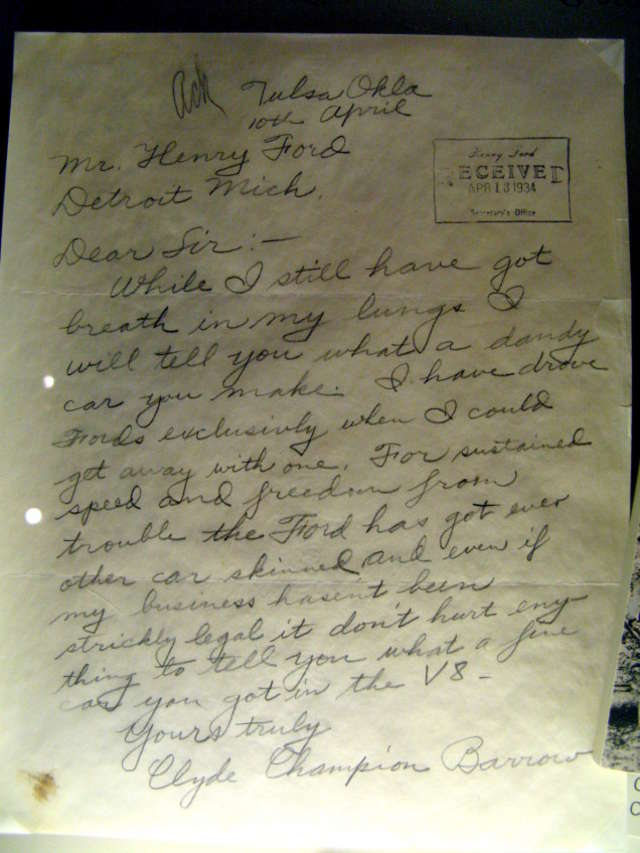 Ack
Tulsa Okla
10th April
Mr. Henry Ford
Detroit Mich.
Henry Ford
RECEIVED
APR 13 1934
Secretary's Office
Dear Sir:—
While I still have got
breath in my lungs I
will tell you what a dandy
car you make. I have drove
Fords exclusivly when I could
get away with one. For sustained
speed and freedom from
trouble the Ford has got ever
other car skinned and even if
my business hasen't been
strickly legal it don't hurt eny-
thing to tell you what a fine
car you got in the V8 —
Yours truly
Clyde Champion Barrow